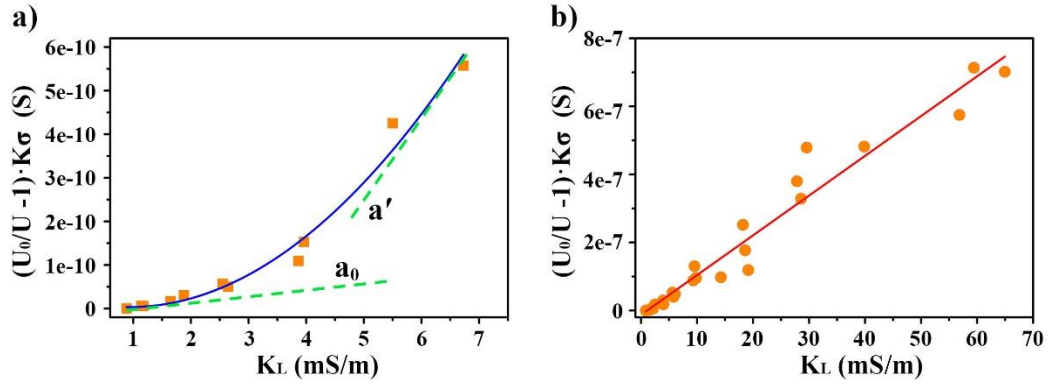 a)
(U₀/U -1)·Kσ (S)
6e-10
5e-10
4e-10
3e-10
2e-10
1e-10
0
a'
a₀
1 2 3 4 5 6 7
K_L (mS/m)
b)
(U₀/U -1)·Kσ (S)
8e-7
6e-7
4e-7
2e-7
0
0 10 20 30 40 50 60 70
K_L (mS/m)